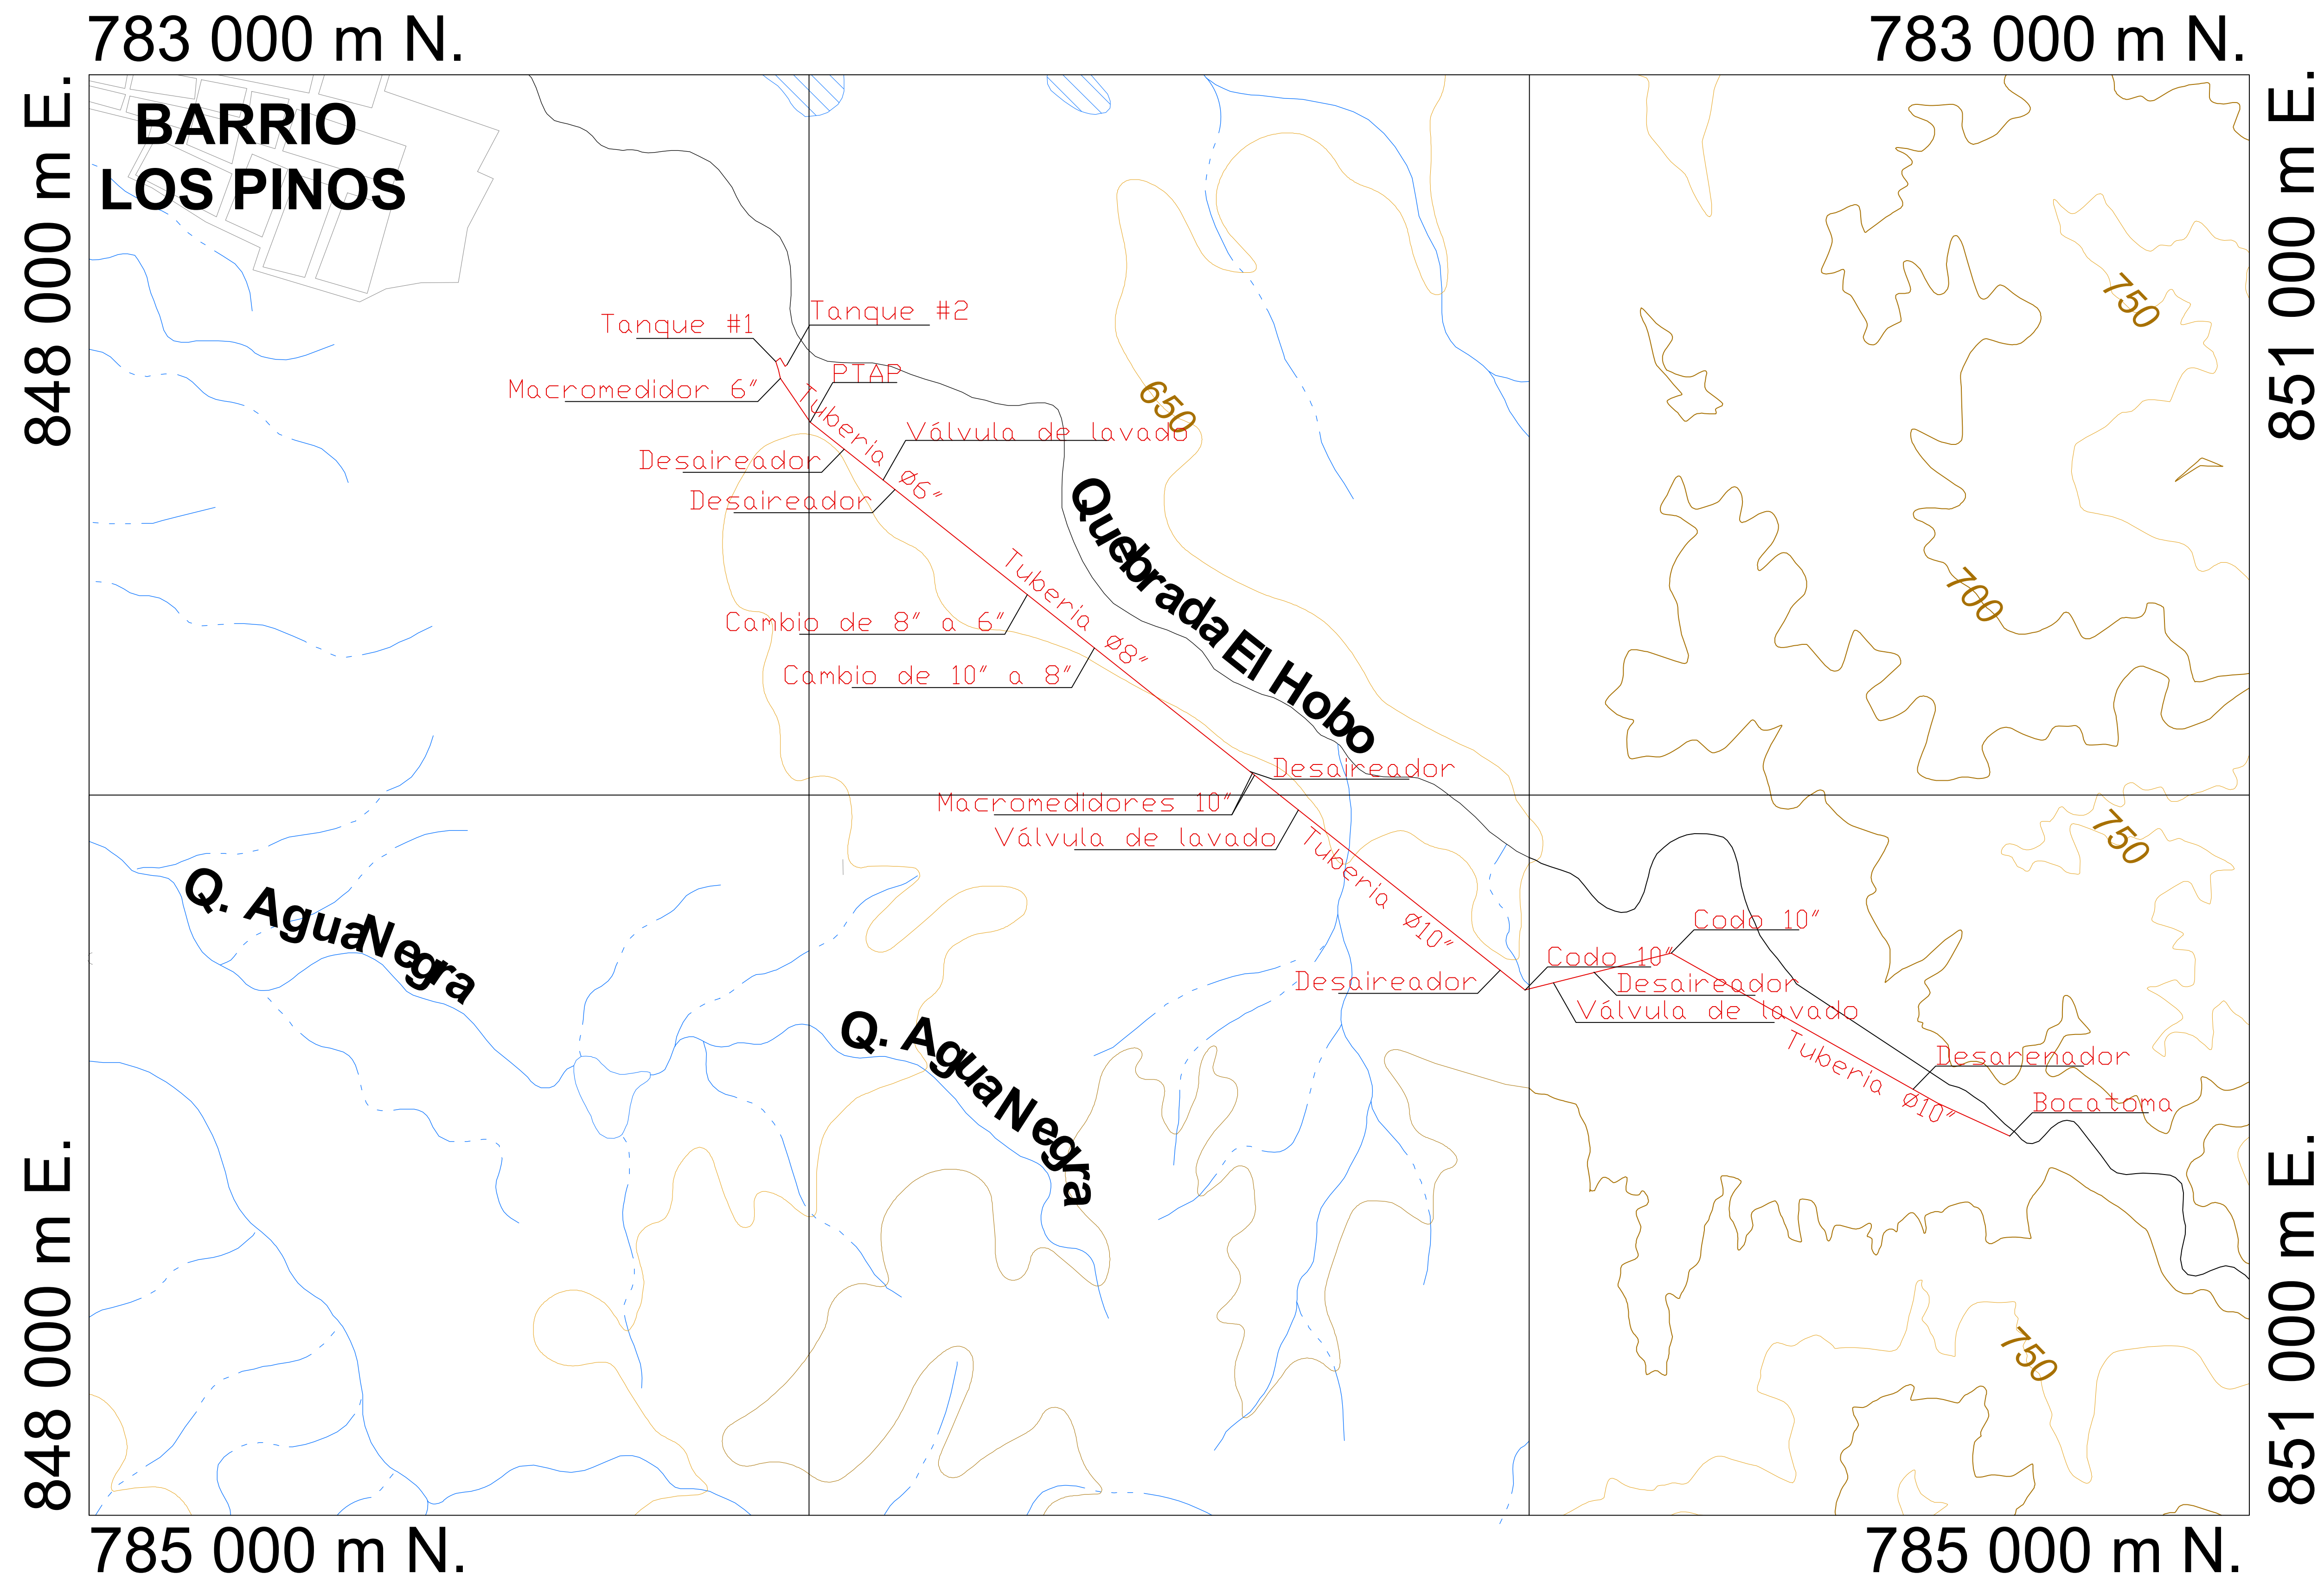 783 000 m N.
783 000 m N.
848 000 m E.
851 000 m E.
BARRIO
LOS PINOS
750
Tanque #2
Tanque #1
PTAP
Macromedidor 6"
650
Tubería Ø6"
Válvula de lavado
Desaireador
Desaireador
Quebrada El Hobo
700
Tubería Ø8"
Cambio de 8" a 6"
Cambio de 10" a 8"
Desaireador
Macromedidores 10"
Válvula de lavado
750
Tubería Ø10"
Q. Agua Negra
Codo 10"
Codo 10"
Desaireador
Desaireador
Válvula de lavado
Q. Agua Negra
Tubería Ø10"
Desarenador
Bocatoma
750
848 000 m E.
851 000 m E.
785 000 m N.
785 000 m N.